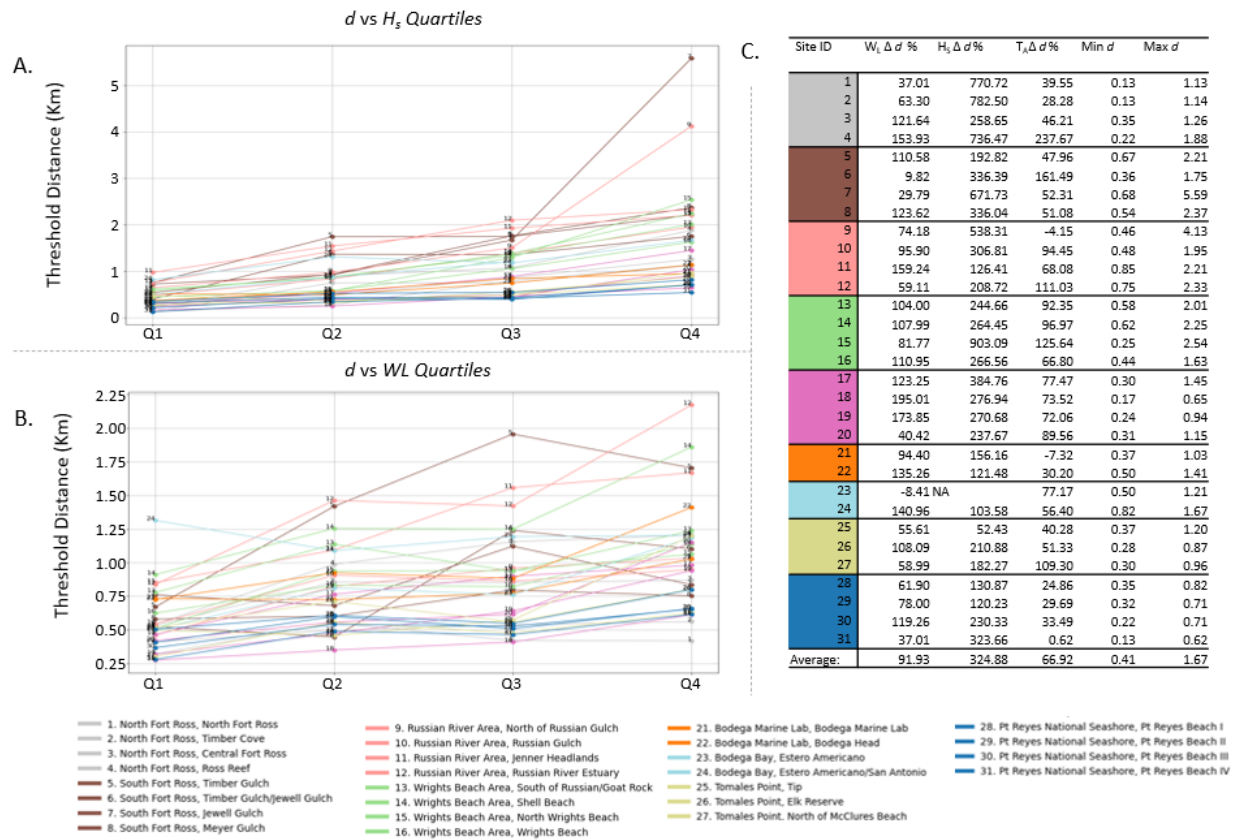 d vs Hs Quartiles
A.
Threshold Distance (Km)
5
4
3
2
1
0
Q1 Q2 Q3 Q4
d vs WL Quartiles
B.
Threshold Distance (Km)
2.25
2.00
1.75
1.50
1.25
1.00
0.75
0.50
0.25
Q1 Q2 Q3 Q4
C.
Site ID WL Δ d % HS Δ d % TA Δ d % Min d Max d
1 37.01 770.72 39.55 0.13 1.13
2 63.30 782.50 28.28 0.13 1.14
3 121.64 258.65 46.21 0.35 1.26
4 153.93 736.47 237.67 0.22 1.88
5 110.58 192.82 47.96 0.67 2.21
6 9.82 336.39 161.49 0.36 1.75
7 29.79 671.73 52.31 0.68 5.59
8 123.62 336.04 51.08 0.54 2.37
9 74.18 538.31 -4.15 0.46 4.13
10 95.90 306.81 94.45 0.48 1.95
11 159.24 126.41 68.08 0.85 2.21
12 59.11 208.72 111.03 0.75 2.33
13 104.00 244.66 92.35 0.58 2.01
14 107.99 264.45 96.97 0.62 2.25
15 81.77 903.09 125.64 0.25 2.54
16 110.95 266.56 66.80 0.44 1.63
17 123.25 384.76 77.47 0.30 1.45
18 195.01 276.94 73.52 0.17 0.65
19 173.85 270.68 72.06 0.24 0.94
20 40.42 237.67 89.56 0.31 1.15
21 94.40 156.16 -7.32 0.37 1.03
22 135.26 121.48 30.20 0.50 1.41
23 -8.41 NA 77.17 0.50 1.21
24 140.96 103.58 56.40 0.82 1.67
25 55.61 52.43 40.28 0.37 1.20
26 108.09 210.88 51.33 0.28 0.87
27 58.99 182.27 109.30 0.30 0.96
28 61.90 130.87 24.86 0.35 0.82
29 78.00 120.23 29.69 0.32 0.71
30 119.26 230.33 33.49 0.22 0.71
31 37.01 323.66 0.62 0.13 0.62
Average: 91.93 324.88 66.92 0.41 1.67
1. North Fort Ross, North Fort Ross
2. North Fort Ross, Timber Cove
3. North Fort Ross, Central Fort Ross
4. North Fort Ross, Ross Reef
5. South Fort Ross, Timber Gulch
6. South Fort Ross, Timber Gulch/Jewell Gulch
7. South Fort Ross, Jewell Gulch
8. South Fort Ross, Meyer Gulch
9. Russian River Area, North of Russian Gulch
10. Russian River Area, Russian Gulch
11. Russian River Area, Jenner Headlands
12. Russian River Area, Russian River Estuary
13. Wrights Beach Area, South of Russian/Goat Rock
14. Wrights Beach Area, Shell Beach
15. Wrights Beach Area, North Wrights Beach
16. Wrights Beach Area, Wrights Beach
21. Bodega Marine Lab, Bodega Marine Lab
22. Bodega Marine Lab, Bodega Head
23. Bodega Bay, Estero Americano
24. Bodega Bay, Estero Americano/San Antonio
25. Tomales Point, Tip
26. Tomales Point, Elk Reserve
27. Tomales Point. North of McClures Beach
28. Pt Reyes National Seashore, Pt Reyes Beach I
29. Pt Reyes National Seashore, Pt Reyes Beach II
30. Pt Reyes National Seashore, Pt Reyes Beach III
31. Pt Reyes National Seashore, Pt Reyes Beach IV